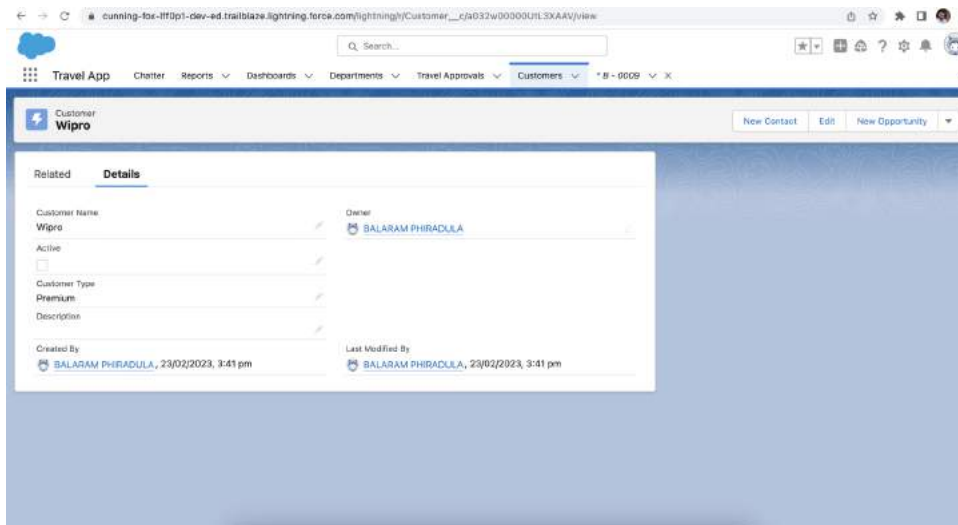 cunning-fox-lff0p1-dev-ed.trailblaze.lightning.force.com/lightning/r/Customer__c/a032w00000UtL3XAAV/view
Search...
Travel App Chatter Reports Dashboards Departments Travel Approvals Customers * B - 0009
Customer
Wipro
New Contact Edit New Opportunity
Related Details
Customer Name Owner
Wipro BALARAM PHIRADULA
Active
Customer Type
Premium
Description
Created By Last Modified By
BALARAM PHIRADULA, 23/02/2023, 3:41 pm BALARAM PHIRADULA, 23/02/2023, 3:41 pm